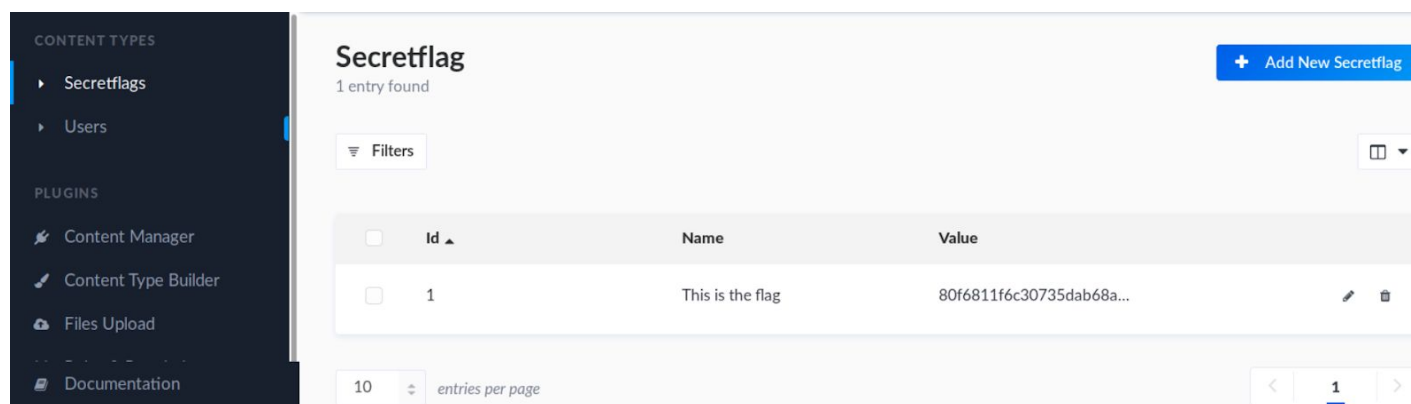 CONTENT TYPES
Secretflags
Users
PLUGINS
Content Manager
Content Type Builder
Files Upload
Documentation
Secretflag
1 entry found
+ Add New Secretflag
Filters
Id Name Value
1 This is the flag 80f6811f6c30735dab68a...
10 entries per page
1